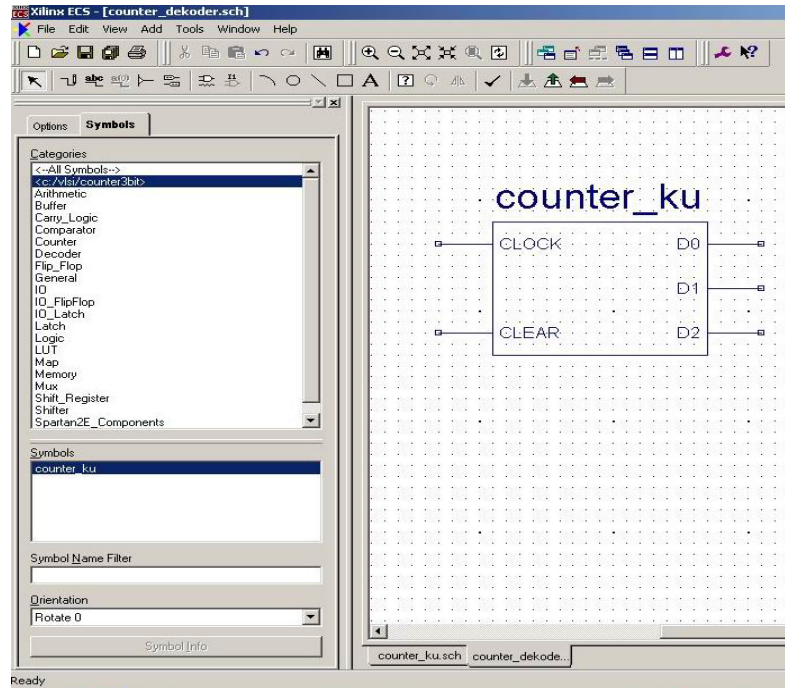 Xilinx ECS - [counter_dekoder.sch]
File Edit View Add Tools Window Help
Options Symbols
Categories
<--All Symbols-->
<c:/vlsi/counter3bit>
Arithmetic
Buffer
Carry_Logic
Comparator
Counter
Decoder
Flip_Flop
General
IO
IO_FlipFlop
IO_Latch
Latch
Logic
LUT
Map
Memory
Mux
Shift_Register
Shifter
Spartan2E_Components
Symbols
counter_ku
Symbol Name Filter
Orientation
Rotate 0
Symbol Info
counter_ku
CLOCK D0
D1
CLEAR D2
counter_ku.sch counter_dekode...
Ready